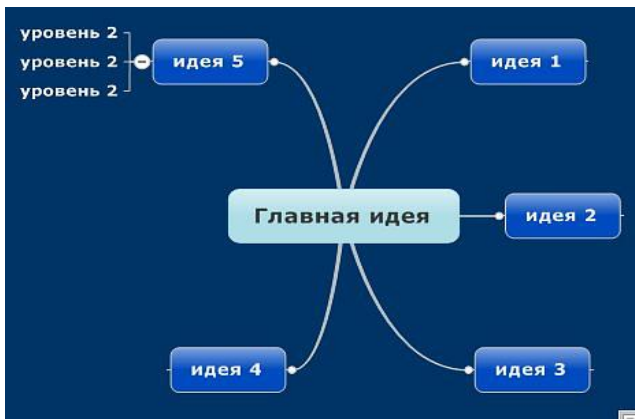 уровень 2
уровень 2
уровень 2
идея 5
идея 1
Главная идея
идея 2
идея 4
идея 3